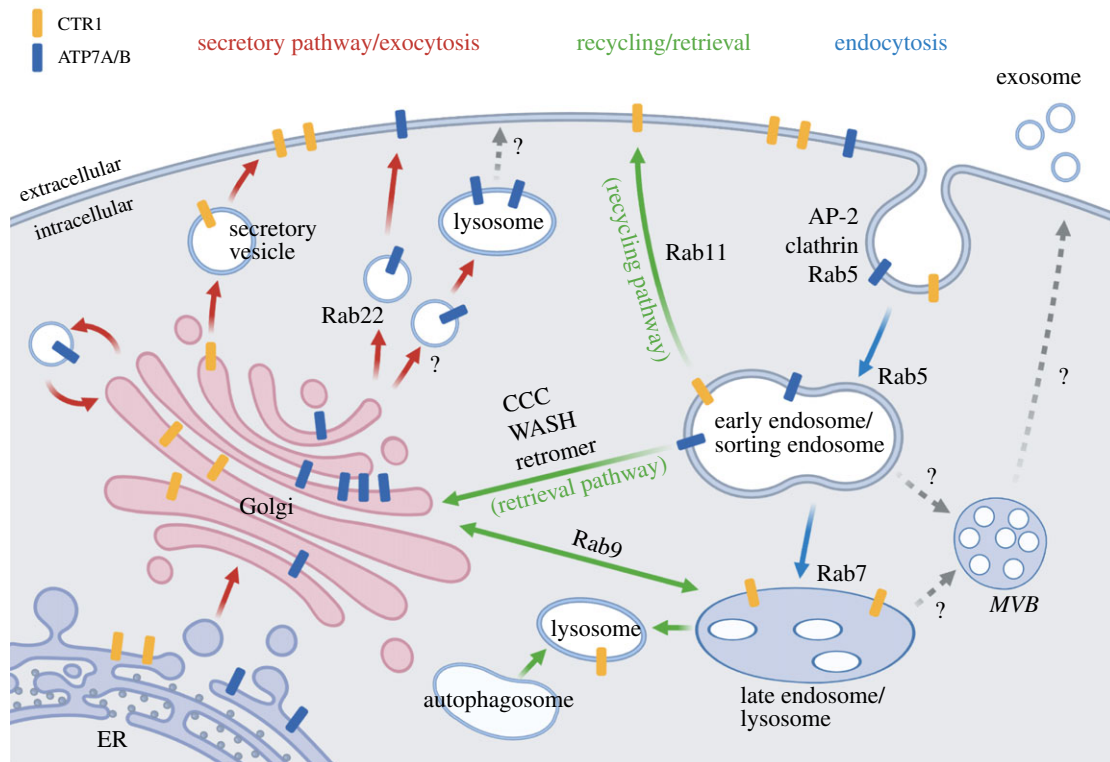 CTR1
ATP7A/B
secretory pathway/exocytosis
recycling/retrieval
endocytosis
exosome
extracellular
intracellular
secretory
vesicle
lysosome
?
Rab22
?
(recycling pathway)
Rab11
AP-2
clathrin
Rab5
Rab5
?
CCC
WASH
retromer
(retrieval pathway)
early endosome/
sorting endosome
?
Golgi
Rab9
Rab7
?
MVB
lysosome
autophagosome
late endosome/
lysosome
ER